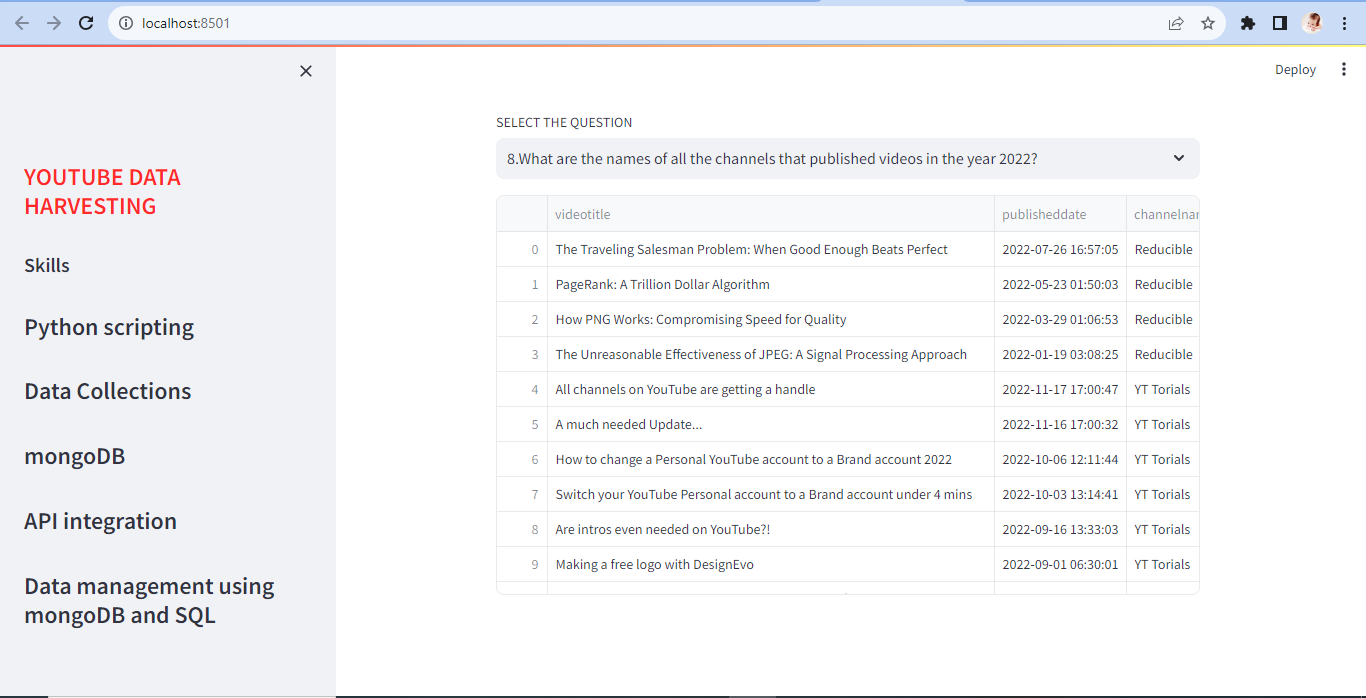 localhost:8501
Deploy
YOUTUBE DATA
HARVESTING
Skills
Python scripting
Data Collections
mongoDB
API integration
Data management using
mongoDB and SQL
SELECT THE QUESTION
8.What are the names of all the channels that published videos in the year 2022?
videotitle publisheddate channelnar
0 The Traveling Salesman Problem: When Good Enough Beats Perfect 2022-07-26 16:57:05 Reducible
1 PageRank: A Trillion Dollar Algorithm 2022-05-23 01:50:03 Reducible
2 How PNG Works: Compromising Speed for Quality 2022-03-29 01:06:53 Reducible
3 The Unreasonable Effectiveness of JPEG: A Signal Processing Approach 2022-01-19 03:08:25 Reducible
4 All channels on YouTube are getting a handle 2022-11-17 17:00:47 YT Torials
5 A much needed Update... 2022-11-16 17:00:32 YT Torials
6 How to change a Personal YouTube account to a Brand account 2022 2022-10-06 12:11:44 YT Torials
7 Switch your YouTube Personal account to a Brand account under 4 mins 2022-10-03 13:14:41 YT Torials
8 Are intros even needed on YouTube?! 2022-09-16 13:33:03 YT Torials
9 Making a free logo with DesignEvo 2022-09-01 06:30:01 YT Torials